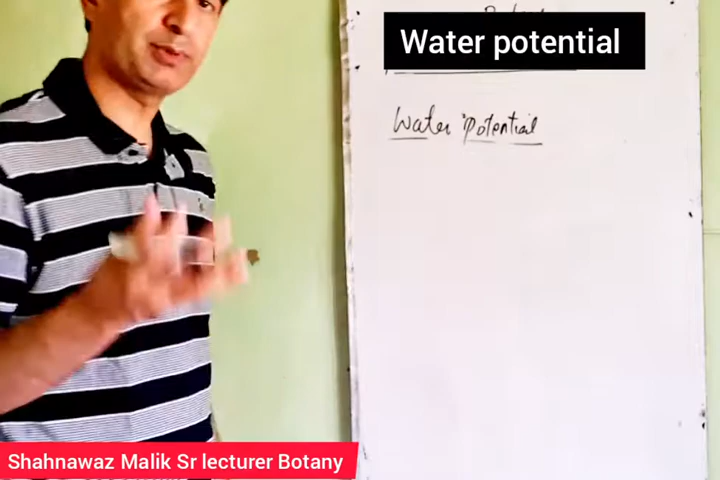 Water potential
Water Potential
Shahnawaz Malik Sr lecturer Botany